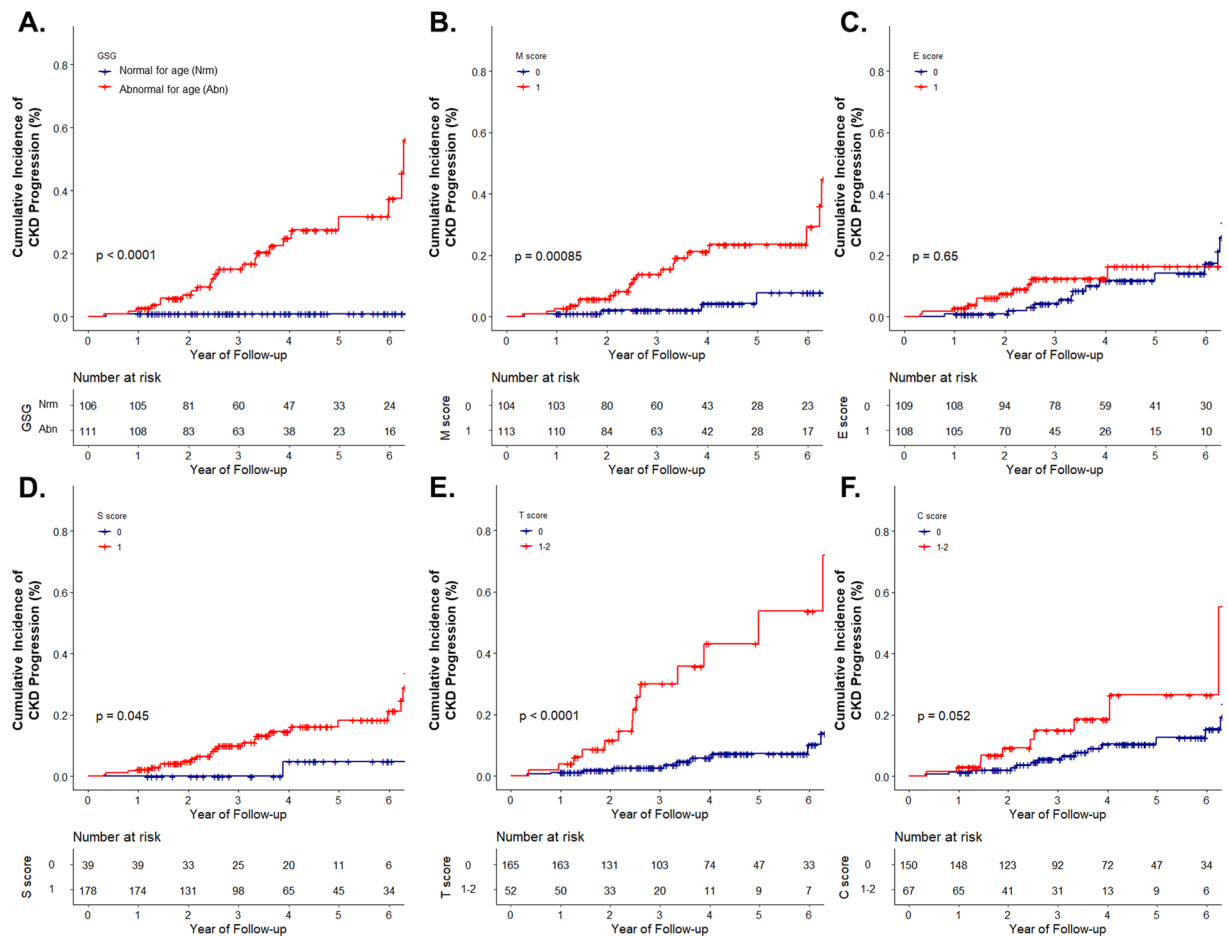 A.
GSG
Normal for age (Nrm)
Abnormal for age (Abn)
Cumulative Incidence of
CKD Progression (%)
0.8
0.6
0.4
0.2
0.0
p < 0.0001
0 1 2 3 4 5 6
Year of Follow-up
Number at risk
GSG
Nrm 106 105 81 60 47 33 24
Abn 111 108 83 63 38 23 16
0 1 2 3 4 5 6
Year of Follow-up
B.
M score
0
1
Cumulative Incidence of
CKD Progression (%)
0.8
0.6
0.4
0.2
0.0
p = 0.00085
0 1 2 3 4 5 6
Year of Follow-up
Number at risk
M score
0 104 103 80 60 43 28 23
1 113 110 84 63 42 28 17
0 1 2 3 4 5 6
Year of Follow-up
C.
E score
0
1
Cumulative Incidence of
CKD Progression (%)
0.8
0.6
0.4
0.2
0.0
p = 0.65
0 1 2 3 4 5 6
Year of Follow-up
Number at risk
E score
0 109 108 94 78 59 41 30
1 108 105 70 45 26 15 10
0 1 2 3 4 5 6
Year of Follow-up
D.
S score
0
1
Cumulative Incidence of
CKD Progression (%)
0.8
0.6
0.4
0.2
0.0
p = 0.045
0 1 2 3 4 5 6
Year of Follow-up
Number at risk
S score
0 39 39 33 25 20 11 6
1 178 174 131 98 65 45 34
0 1 2 3 4 5 6
Year of Follow-up
E.
T score
0
1-2
Cumulative Incidence of
CKD Progression (%)
0.8
0.6
0.4
0.2
0.0
p < 0.0001
0 1 2 3 4 5 6
Year of Follow-up
Number at risk
T score
0 165 163 131 103 74 47 33
1-2 52 50 33 20 11 9 7
0 1 2 3 4 5 6
Year of Follow-up
F.
C score
0
1-2
Cumulative Incidence of
CKD Progression (%)
0.8
0.6
0.4
0.2
0.0
p = 0.052
0 1 2 3 4 5 6
Year of Follow-up
Number at risk
C score
0 150 148 123 92 72 47 34
1-2 67 65 41 31 13 9 6
0 1 2 3 4 5 6
Year of Follow-up